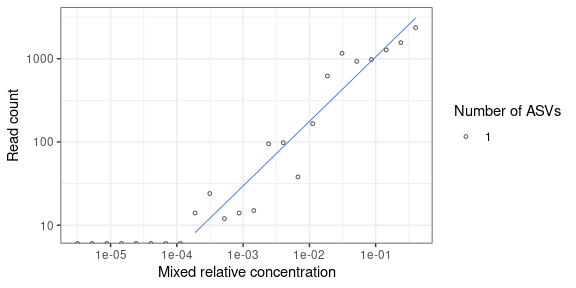 1000
100
10
Read count
1e-05 1e-04 1e-03 1e-02 1e-01
Mixed relative concentration
Number of ASVs
1